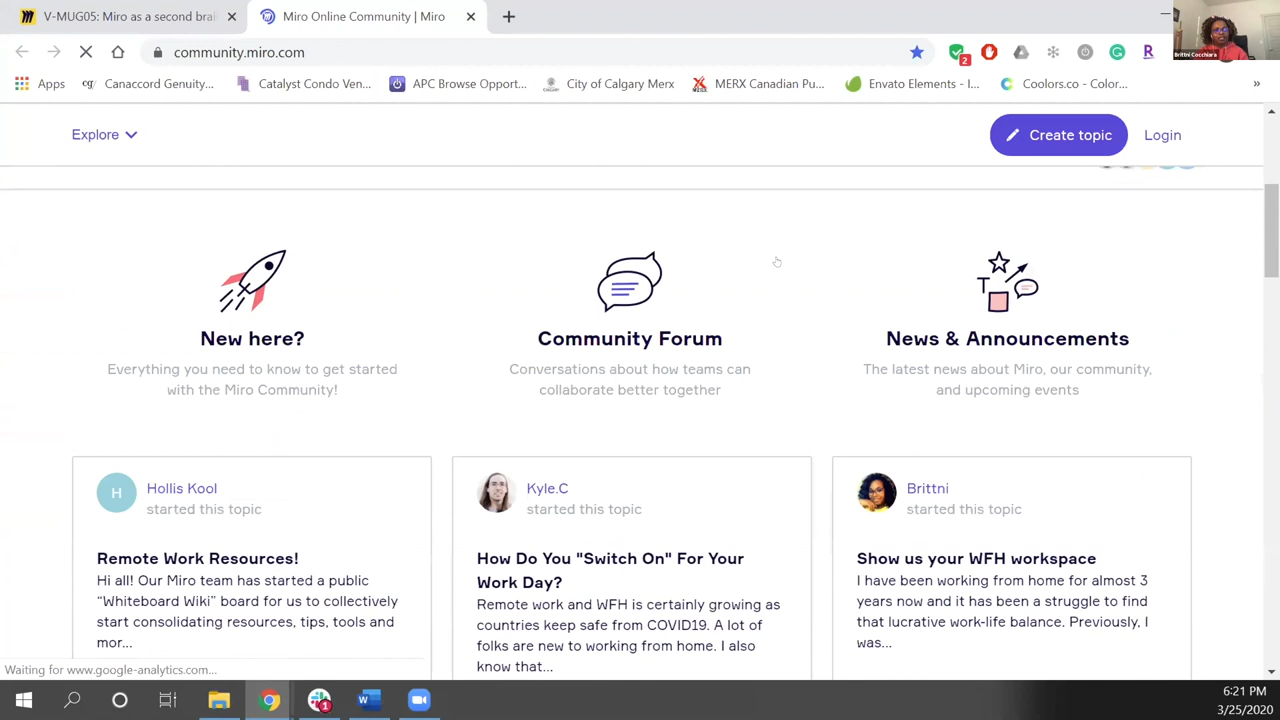 V-MUG05: Miro as a second brai
Miro Online Community | Miro
community.miro.com
2
Brittni Cocchiara
Apps
Canaccord Genuity...
Catalyst Condo Ven...
APC Browse Opport...
City of Calgary Merx
MERX Canadian Pu...
Envato Elements - I...
Coolors.co - Color...
»
Explore
Create topic
Login
New here?
Everything you need to know to get started
with the Miro Community!
Community Forum
Conversations about how teams can
collaborate better together
News & Announcements
The latest news about Miro, our community,
and upcoming events
H
Hollis Kool
started this topic
Remote Work Resources!
Hi all! Our Miro team has started a public
“Whiteboard Wiki” board for us to collectively
start consolidating resources, tips, tools and
mor...
Kyle.C
started this topic
How Do You "Switch On" For Your
Work Day?
Remote work and WFH is certainly growing as
countries keep safe from COVID19. A lot of
folks are new to working from home. I also
know that...
Brittni
started this topic
Show us your WFH workspace
I have been working from home for almost 3
years now and it has been a struggle to find
that lucrative work-life balance. Previously, I
was...
Waiting for www.google-analytics.com...
6:21 PM
3/25/2020